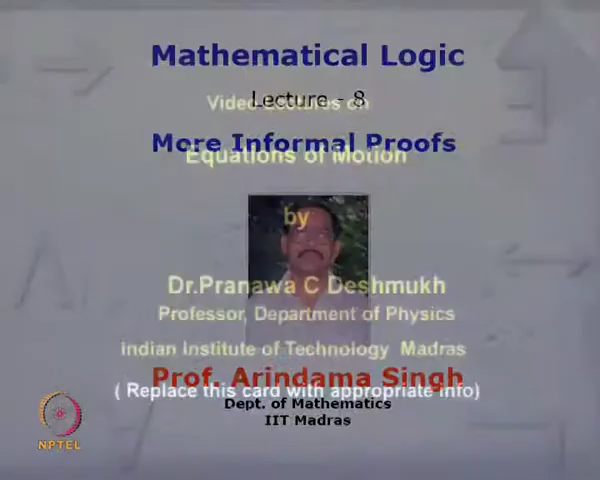 Mathematical Logic
Lecture - 8
Video Lectures on
More Informal Proofs
Equations of Motion
by
Dr.Pranawa C Deshmukh
Professor, Department of Physics
Indian Institute of Technology Madras
Prof. Arindama Singh
( Replace this card with appropriate info)
Dept. of Mathematics
IIT Madras
NPTEL